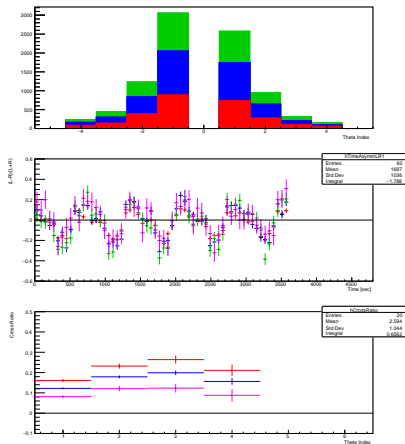 3000
2500
2000
1500
1000
500
0
-4 -2 0 2 4
Theta Index
(L-R)/(L+R)
hTimeAsymmLR1
Entries 60
Mean 1697
Std Dev 1036
Integral -1.798
0.6
0.4
0.2
0
-0.2
-0.4
-0.6
0 500 1000 1500 2000 2500 3000 3500 4000 4500
Time [sec]
CrossRatio
hCrossRatio
Entries 20
Mean 2.594
Std Dev 1.044
Integral 0.6562
0.5
0.4
0.3
0.2
0.1
0
-0.1
1 2 3 4 5 6
Theta Index